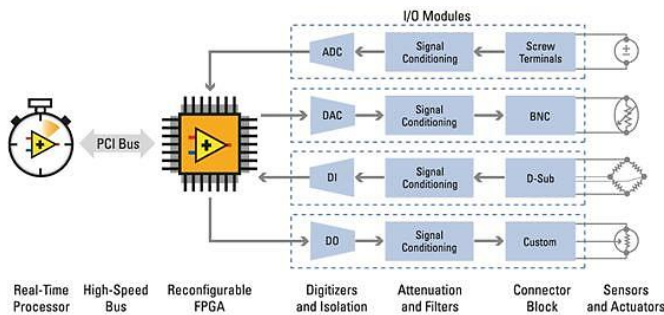 I/O Modules
ADC
Signal
Conditioning
Screw
Terminals
DAC
Signal
Conditioning
BNC
PCI Bus
DI
Signal
Conditioning
D-Sub
DO
Signal
Conditioning
Custom
Real-Time
Processor
High-Speed
Bus
Reconfigurable
FPGA
Digitizers
and Isolation
Attenuation
and Filters
Connector
Block
Sensors
and Actuators